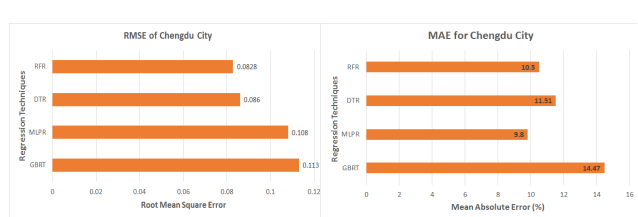 RMSE of Chengdu City
Regression Techniques
RFR
0.0828
DTR
0.086
MLPR
0.108
GBRT
0.113
0 0.02 0.04 0.06 0.08 0.1 0.12
Root Mean Square Error
MAE for Chengdu City
Regression Techniques
RFR
10.5
DTR
11.51
MLPR
9.8
GBRT
14.47
0 2 4 6 8 10 12 14 16
Mean Absolute Error (%)